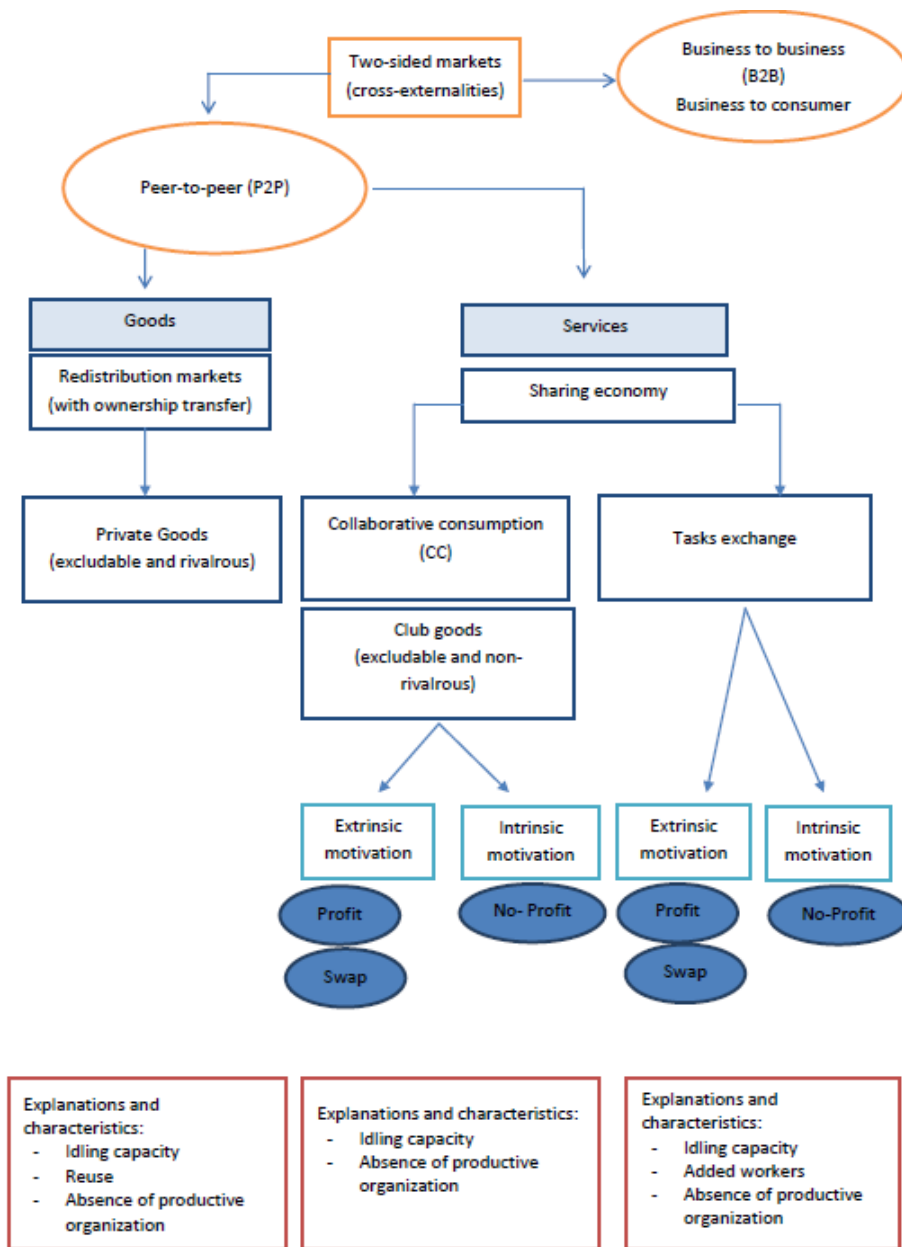 Two-sided markets
(cross-externalities)
Business to business
(B2B)
Business to consumer
Peer-to-peer (P2P)
Goods
Services
Redistribution markets
(with ownership transfer)
Sharing economy
Private Goods
(excludable and rivalrous)
Collaborative consumption
(CC)
Tasks exchange
Club goods
(excludable and non-
rivalrous)
Extrinsic
motivation
Intrinsic
motivation
Extrinsic
motivation
Intrinsic
motivation
Profit
No- Profit
Profit
No-Profit
Swap
Swap
Explanations and
characteristics:
- Idling capacity
- Reuse
- Absence of productive
organization
Explanations and characteristics:
- Idling capacity
- Absence of productive
organization
Explanations and
characteristics:
- Idling capacity
- Added workers
- Absence of productive
organization